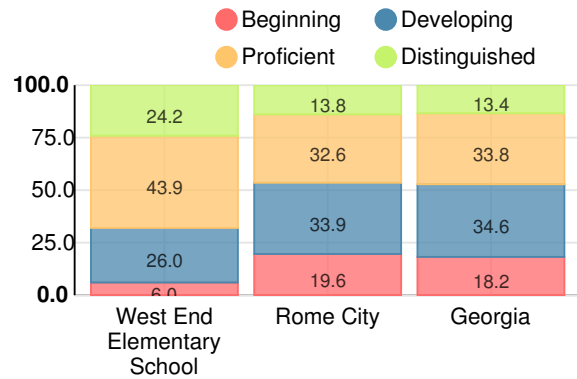 Beginning Developing
Proficient Distinguished
100.0
75.0
50.0
25.0
0.0
24.2 13.8 13.4
43.9 32.6 33.8
26.0 33.9 34.6
6.0 19.6 18.2
West End Elementary School
Rome City
Georgia